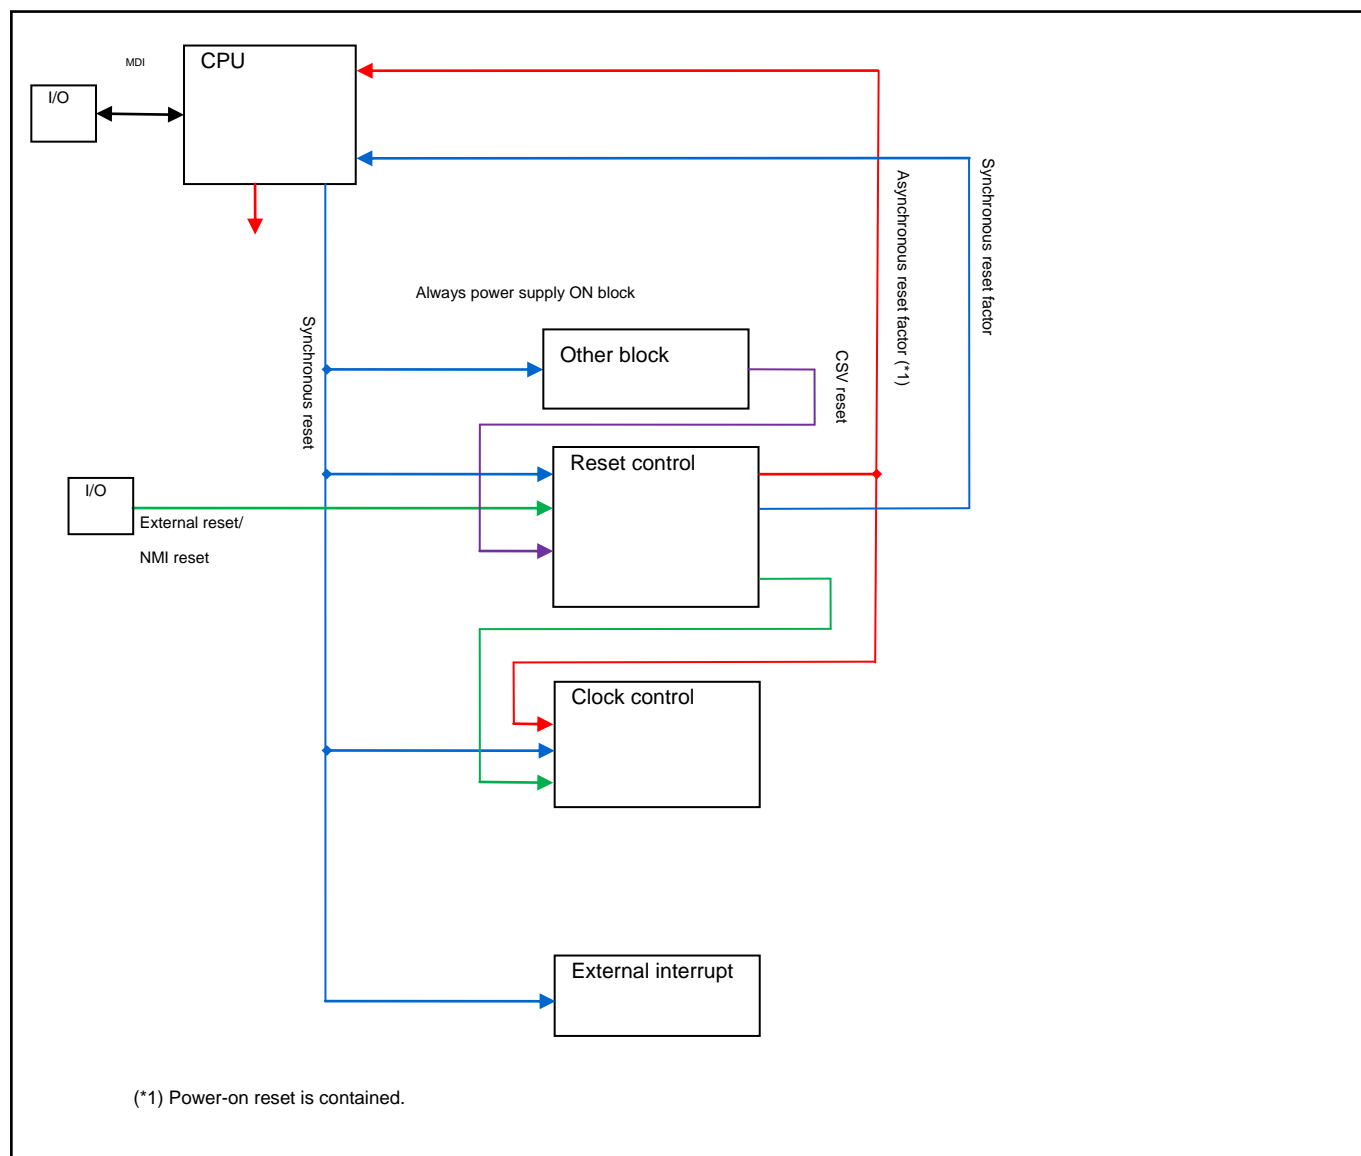 CPU
MDI
I/O
Synchronous reset factor
Asynchronous reset factor (*1)
Always power supply ON block
Synchronous reset
Other block
CSV reset
Reset control
I/O
External reset/
NMI reset
Clock control
External interrupt
(*1) Power-on reset is contained.